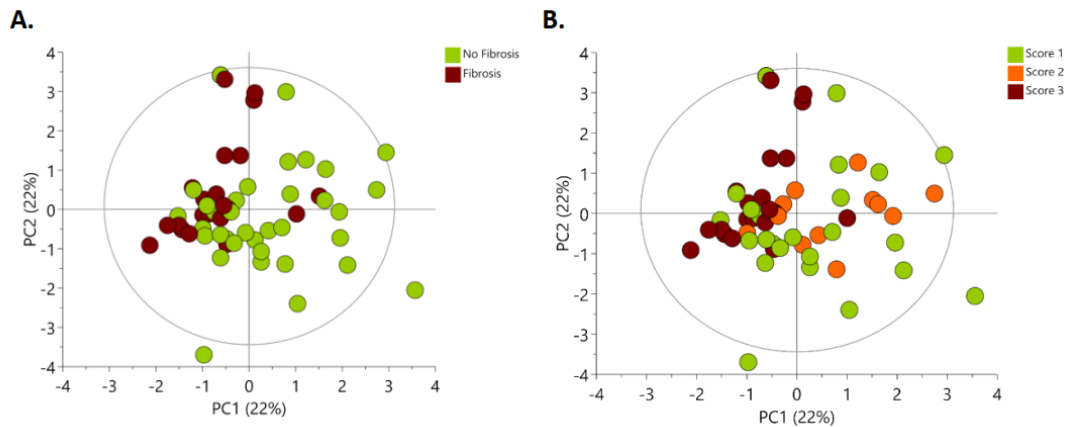 A.
No Fibrosis
Fibrosis
4
3
2
1
0
-1
-2
-3
-4
PC2 (22%)
-4 -3 -2 -1 0 1 2 3 4
PC1 (22%)
B.
Score 1
Score 2
Score 3
4
3
2
1
0
-1
-2
-3
-4
PC2 (22%)
-4 -3 -2 -1 0 1 2 3 4
PC1 (22%)